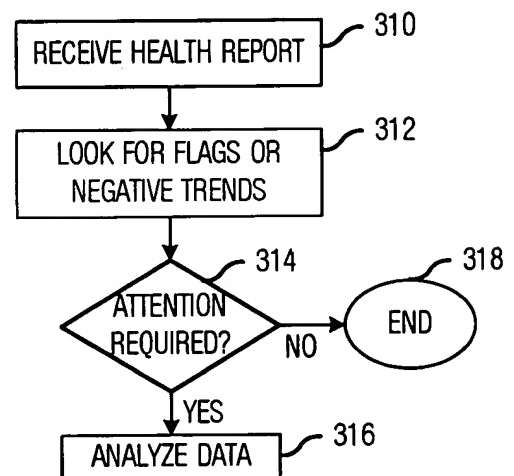 RECEIVE HEALTH REPORT
310
LOOK FOR FLAGS OR
NEGATIVE TRENDS
312
ATTENTION
REQUIRED?
314
NO
END
318
YES
ANALYZE DATA
316